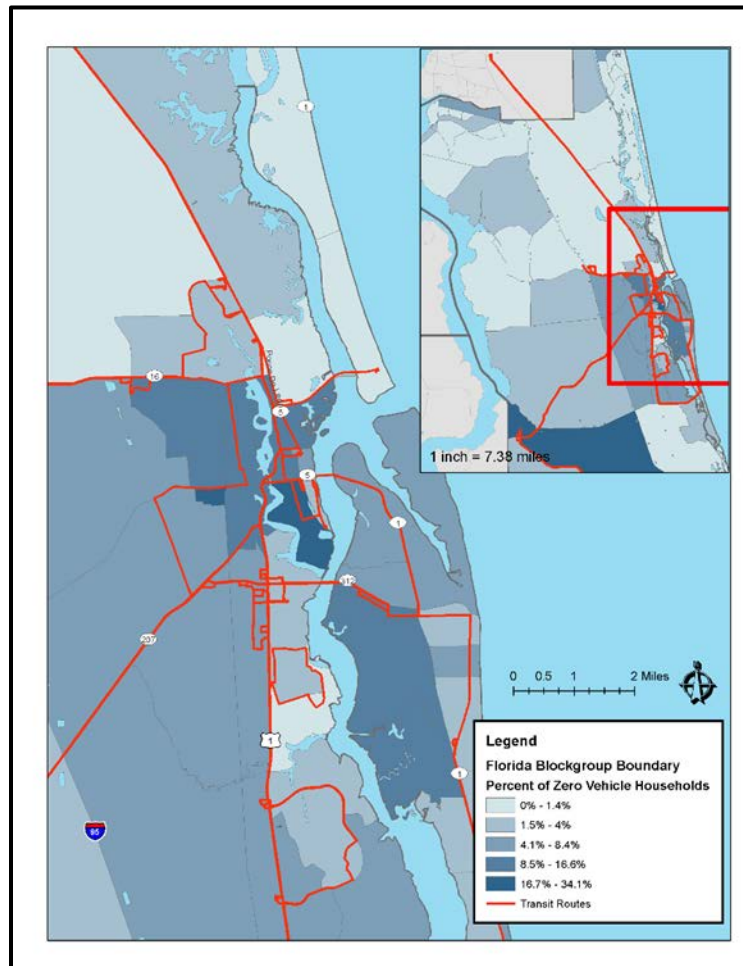 1
1 inch = 7.38 miles
16
5
5
1
312
207
0 0.5 1 2 Miles
1
1
95
Legend
Florida Blockgroup Boundary
Percent of Zero Vehicle Households
0% - 1.4%
1.5% - 4%
4.1% - 8.4%
8.5% - 16.6%
16.7% - 34.1%
Transit Routes